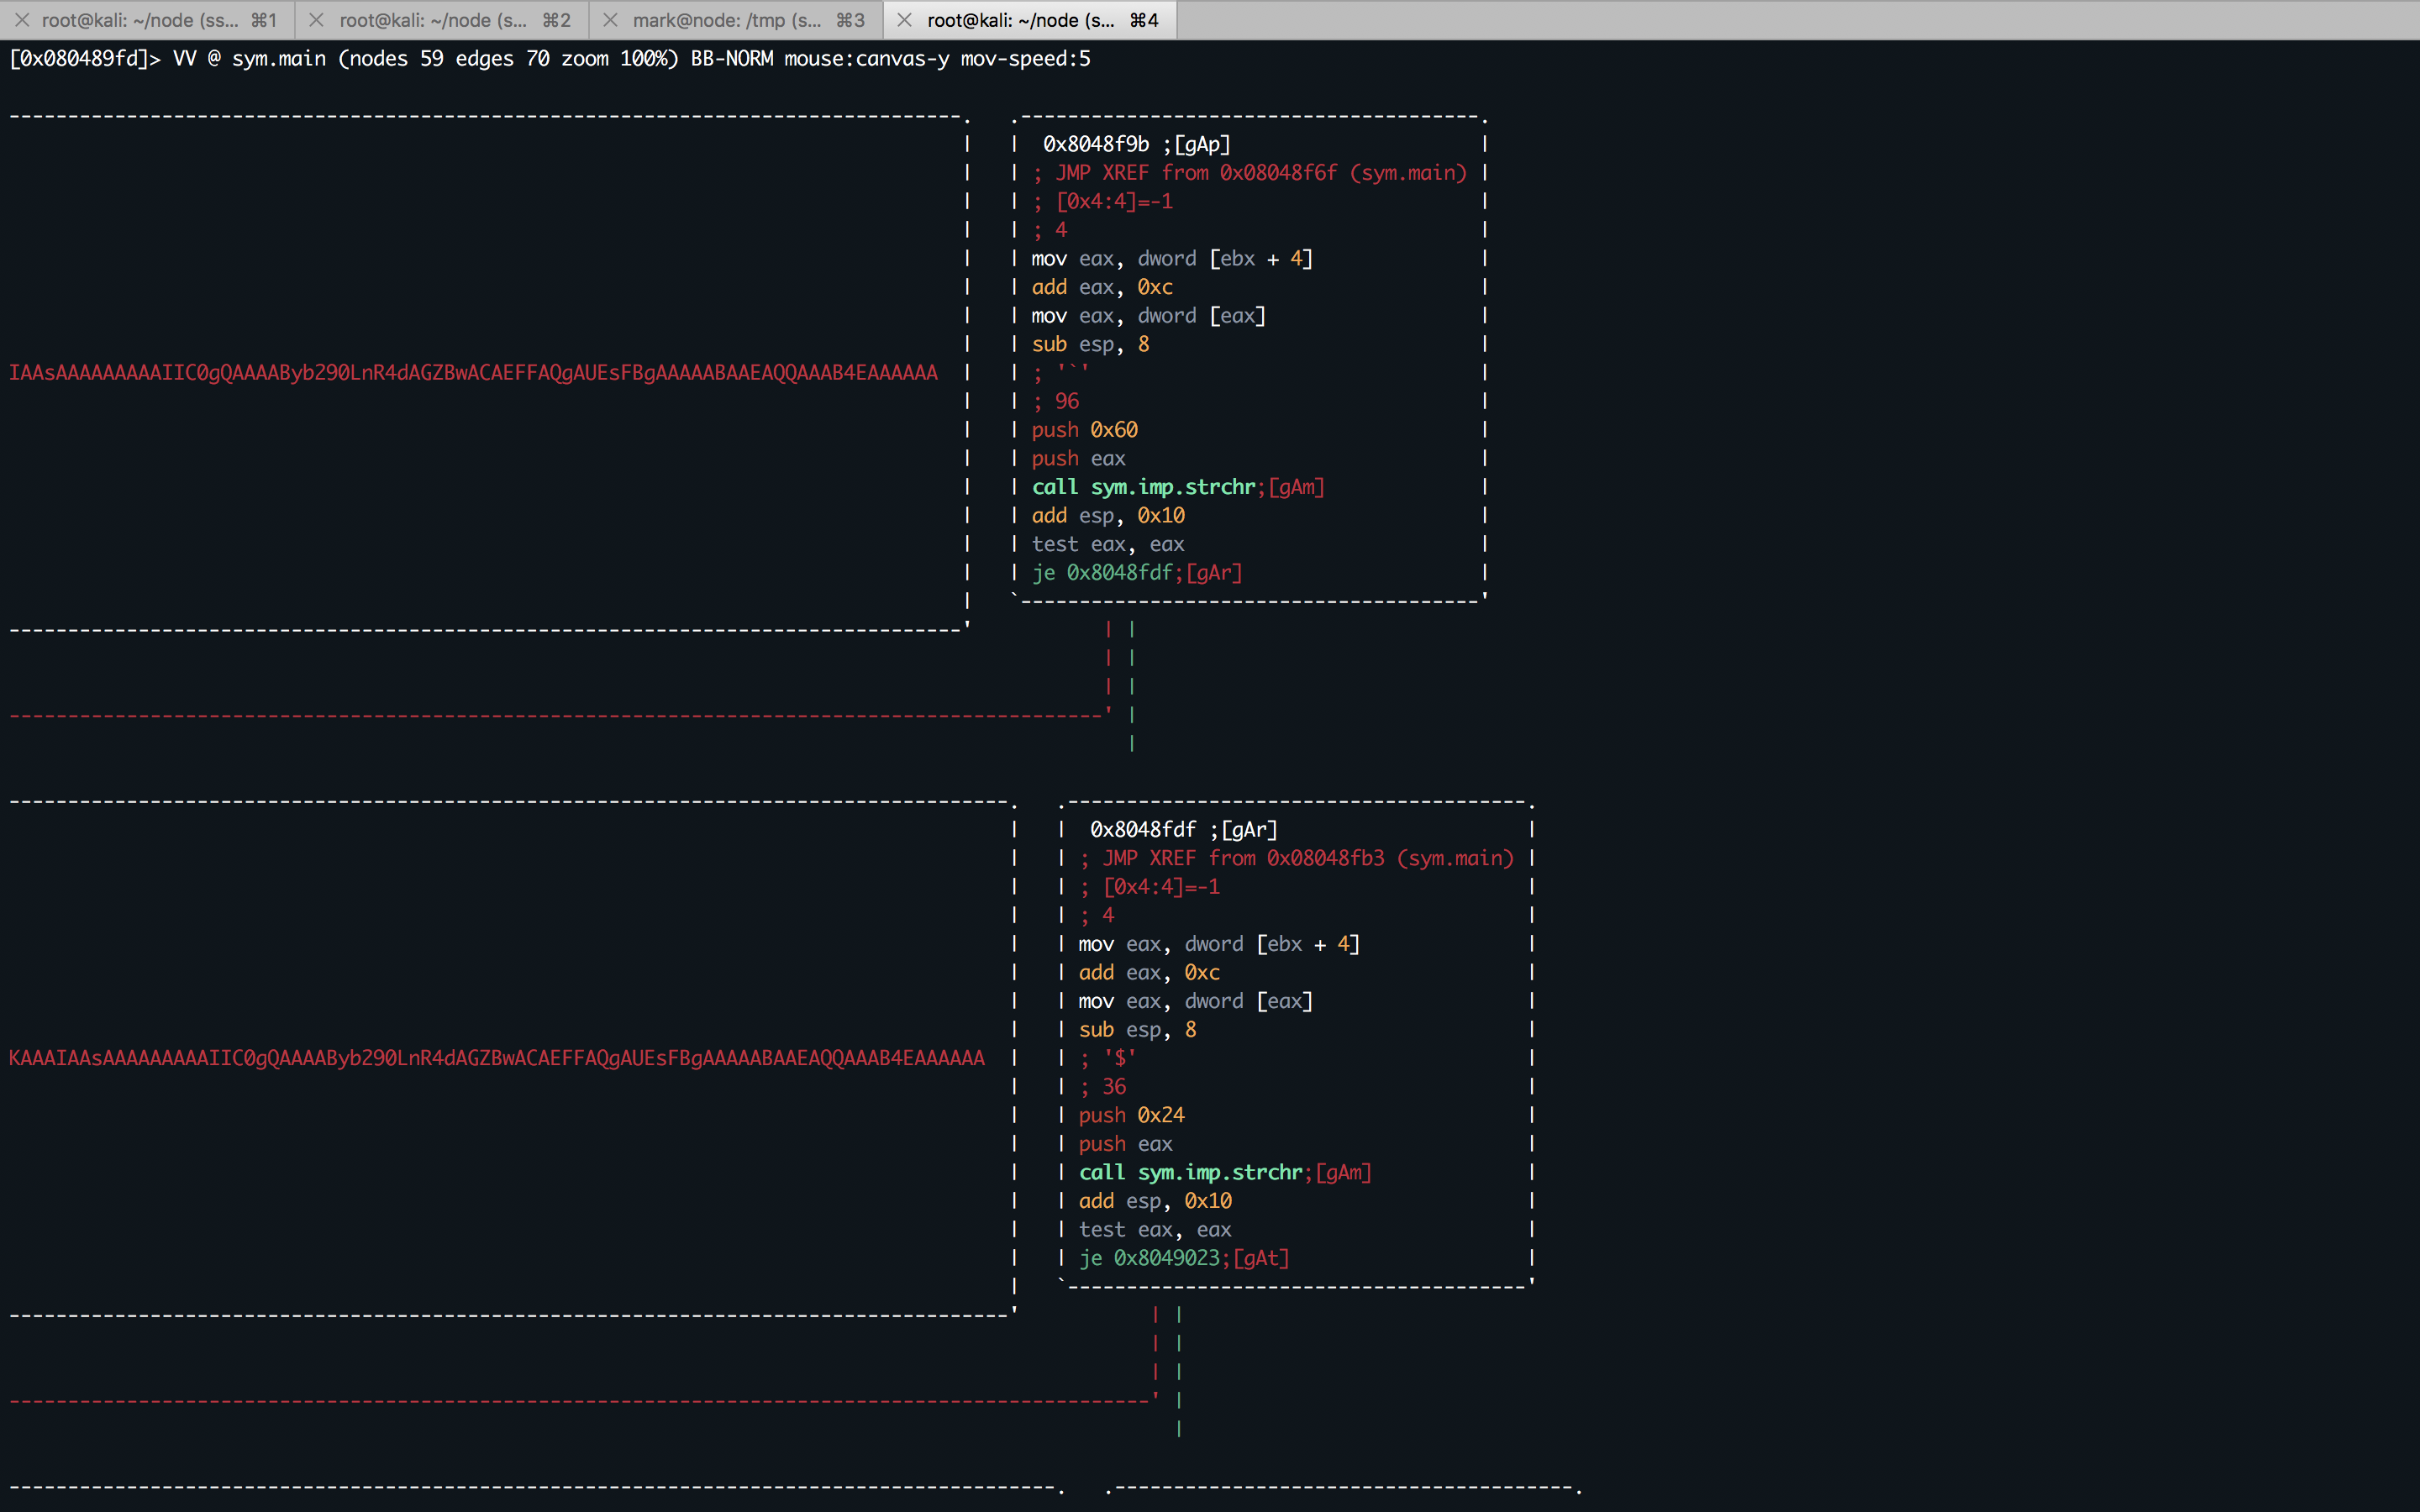 root@kali: ~/node (ss... ⌘1
root@kali: ~/node (s... ⌘2
mark@node: /tmp (s... ⌘3
root@kali: ~/node (s... ⌘4
[0x080489fd]> VV @ sym.main (nodes 59 edges 70 zoom 100%) BB-NORM mouse:canvas-y mov-speed:5
0x8048f9b ;[gAp]
; JMP XREF from 0x08048f6f (sym.main)
; [0x4:4]=-1
; 4
mov eax, dword [ebx + 4]
add eax, 0xc
mov eax, dword [eax]
sub esp, 8
IAAsAAAAAAAAAIIC0gQAAAAByb290LnR4dAGZBwACAEFFAQgAUEsFBgAAAAABAAEAQQAAAB4EAAAAAA
; '`'
; 96
push 0x60
push eax
call sym.imp.strchr;[gAm]
add esp, 0x10
test eax, eax
je 0x8048fdf;[gAr]
0x8048fdf ;[gAr]
; JMP XREF from 0x08048fb3 (sym.main)
; [0x4:4]=-1
; 4
mov eax, dword [ebx + 4]
add eax, 0xc
mov eax, dword [eax]
sub esp, 8
KAAAIAAsAAAAAAAAAIIC0gQAAAAByb290LnR4dAGZBwACAEFFAQgAUEsFBgAAAAABAAEAQQAAAB4EAAAAAA
; '$'
; 36
push 0x24
push eax
call sym.imp.strchr;[gAm]
add esp, 0x10
test eax, eax
je 0x8049023;[gAt]